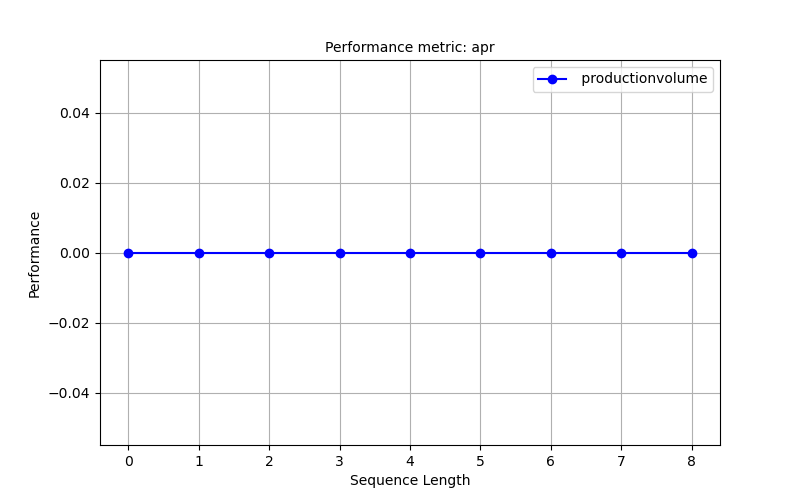 Performance metric: apr
productionvolume
0.04
0.02
0.00
−0.02
−0.04
Performance
0 1 2 3 4 5 6 7 8
Sequence Length